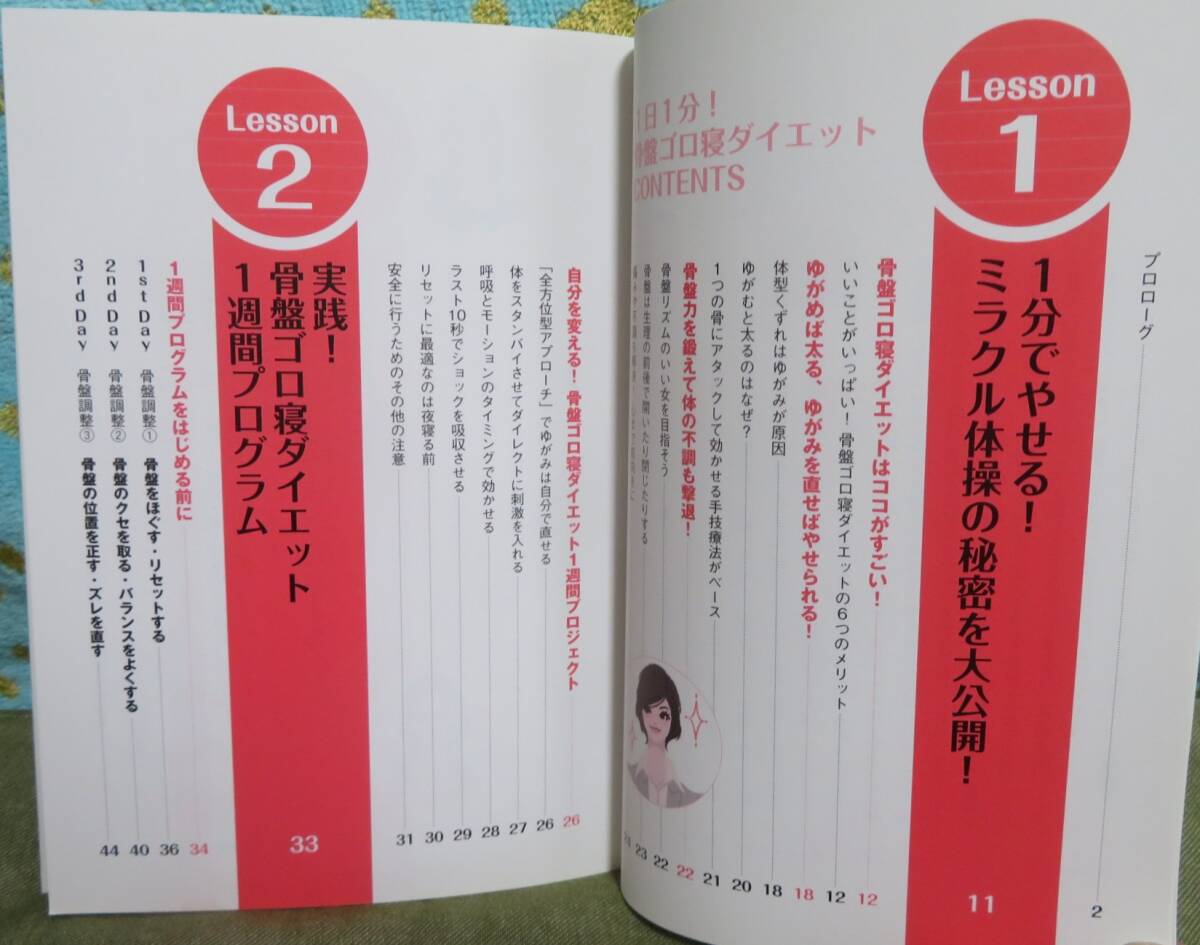 1日1分！
骨盤ゴロ寝ダイエット
CONTENTS
プロローグ 2
Lesson
1
1分でやせる！
ミラクル体操の秘密を大公開！
11
骨盤ゴロ寝ダイエットはココがすごい！ 12
いいことがいっぱい！ 骨盤ゴロ寝ダイエットの6つのメリット 12
ゆがめば太る、ゆがみを直せばやせられる！ 18
体型くずれはゆがみが原因 18
ゆがむと太るのはなぜ？ 20
1つの骨にアタックして効かせる手技療法がベース 21
骨盤力を鍛えて体の不調も撃退！ 22
骨盤リズムのいい女を目指そう 22
骨盤は生理の前後で開いたり閉じたりする 23
自分を変える！ 骨盤ゴロ寝ダイエット1週間プロジェクト 26
「全方位型アプローチ」でゆがみは自分で直せる 26
体をスタンバイさせてダイレクトに刺激を入れる 27
呼吸とモーションのタイミングで効かせる 28
ラスト10秒でショックを吸収させる 29
リセットに最適なのは夜寝る前 30
安全に行うためのその他の注意 31
Lesson
2
実践！
骨盤ゴロ寝ダイエット
1週間プログラム
33
1週間プログラムをはじめる前に 34
1st Day 骨盤調整① 骨盤をほぐす・リセットする 36
2nd Day 骨盤調整② 骨盤のクセを取る・バランスをよくする 40
3rd Day 骨盤調整③ 骨盤の位置を正す・ズレを直す 44